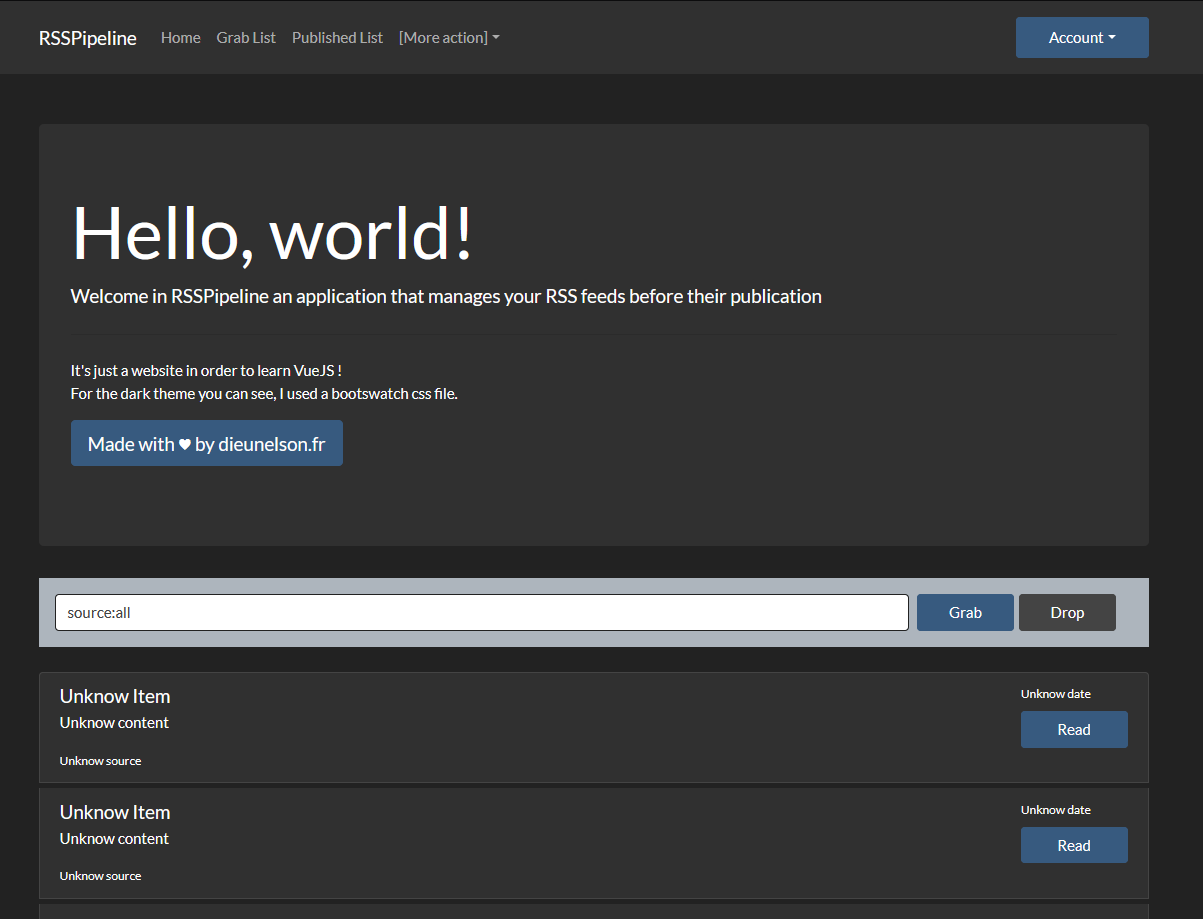 RSSPipeline Home Grab List Published List [More action] Account
Hello, world!
Welcome in RSSPipeline an application that manages your RSS feeds before their publication
It's just a website in order to learn VueJS !
For the dark theme you can see, I used a bootswatch css file.
Made with ♥ by dieunelson.fr
source:all Grab Drop
Unknow Item Unknow date
Unknow content Read
Unknow source
Unknow Item Unknow date
Unknow content Read
Unknow source